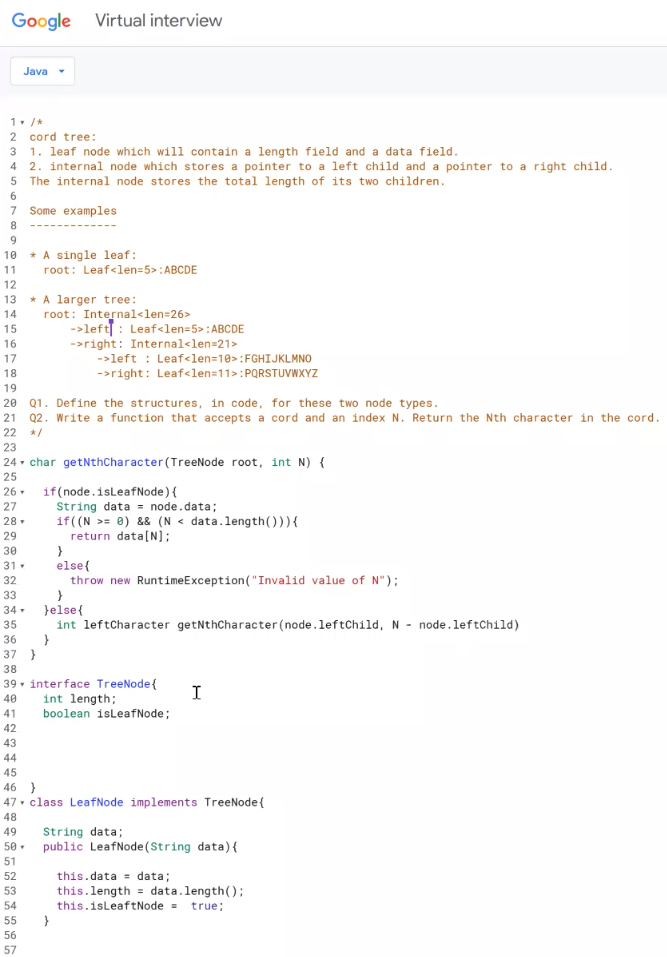 Google Virtual interview
Java
1 /*
2 cord tree:
3 1. leaf node which will contain a length field and a data field.
4 2. internal node which stores a pointer to a left child and a pointer to a right child.
5 The internal node stores the total length of its two children.
6
7 Some examples
8 -------------
9
10 * A single leaf:
11 root: Leaf<len=5>:ABCDE
12
13 * A larger tree:
14 root: Internal<len=26>
15 ->left : Leaf<len=5>:ABCDE
16 ->right: Internal<len=21>
17 ->left : Leaf<len=10>:FGHIJKLMNO
18 ->right: Leaf<len=11>:PQRSTUVWXYZ
19
20 Q1. Define the structures, in code, for these two node types.
21 Q2. Write a function that accepts a cord and an index N. Return the Nth character in the cord.
22 */
23
24 char getNthCharacter(TreeNode root, int N) {
25
26 if(node.isLeafNode){
27 String data = node.data;
28 if((N >= 0) && (N < data.length())){
29 return data[N];
30 }
31 else{
32 throw new RuntimeException("Invalid value of N");
33 }
34 }else{
35 int leftCharacter getNthCharacter(node.leftChild, N - node.leftChild)
36 }
37 }
38
39 interface TreeNode{
40 int length;
41 boolean isLeafNode;
42
43
44
45
46 }
47 class LeafNode implements TreeNode{
48
49 String data;
50 public LeafNode(String data){
51
52 this.data = data;
53 this.length = data.length();
54 this.isLeaftNode = true;
55 }
56
57